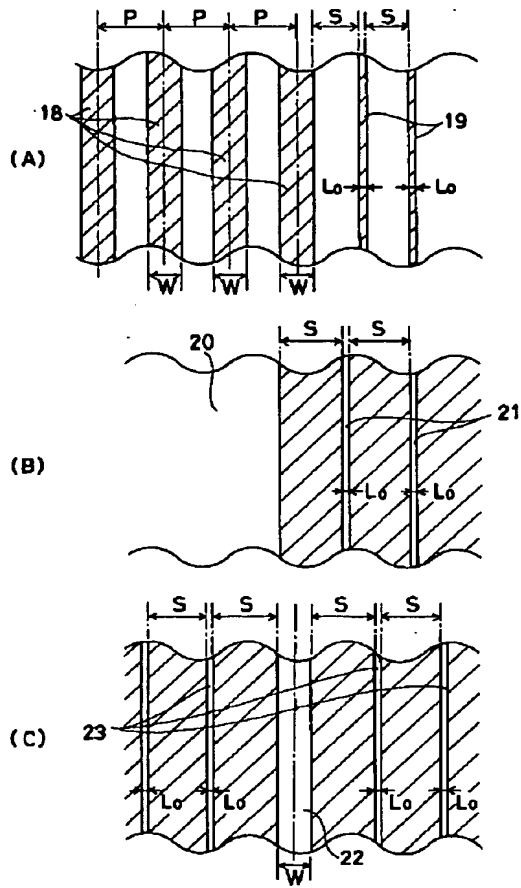 P P P S S
18
19
(A)
Lo Lo
W W W
S S
20
21
(B)
Lo Lo
S S S S
(C)
23
Lo Lo Lo Lo
22
W